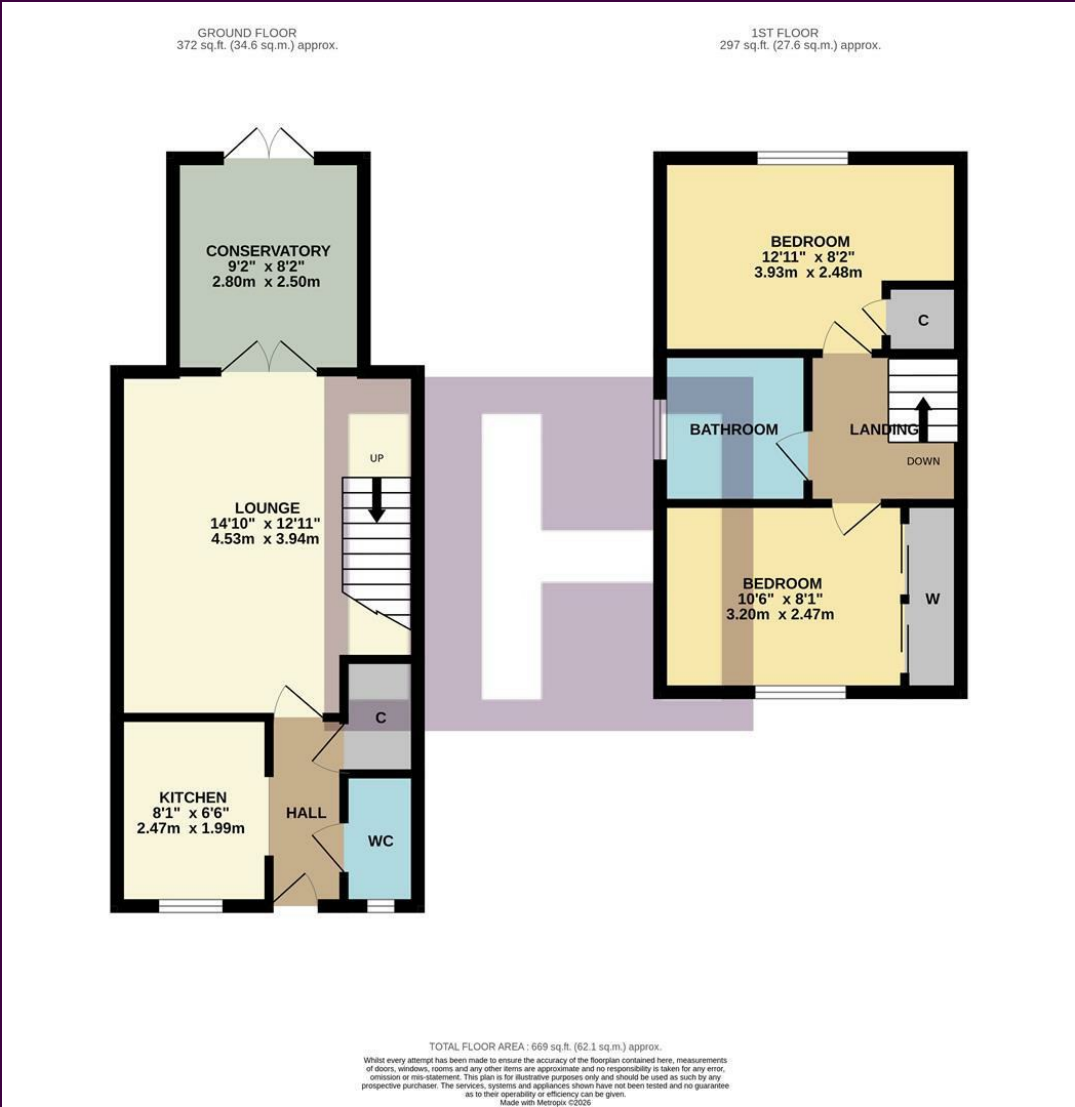 GROUND FLOOR
372 sq.ft. (34.6 sq.m.) approx.
1ST FLOOR
297 sq.ft. (27.6 sq.m.) approx.
CONSERVATORY
9'2" x 8'2"
2.80m x 2.50m
UP
LOUNGE
14'10" x 12'11"
4.53m x 3.94m
C
KITCHEN
8'1" x 6'6"
2.47m x 1.99m
HALL
WC
BEDROOM
12'11" x 8'2"
3.93m x 2.48m
C
BATHROOM
LANDING
DOWN
BEDROOM
10'6" x 8'1"
3.20m x 2.47m
W
H
TOTAL FLOOR AREA : 669 sq.ft. (62.1 sq.m.) approx.
Whilst every attempt has been made to ensure the accuracy of the floorplan contained here, measurements
of doors, windows, rooms and any other items are approximate and no responsibility is taken for any error,
omission or mis-statement. This plan is for illustrative purposes only and should be used as such by any
prospective purchaser. The services, systems and appliances shown have not been tested and no guarantee
as to their operability or efficiency can be given.
Made with Metropix ©2026